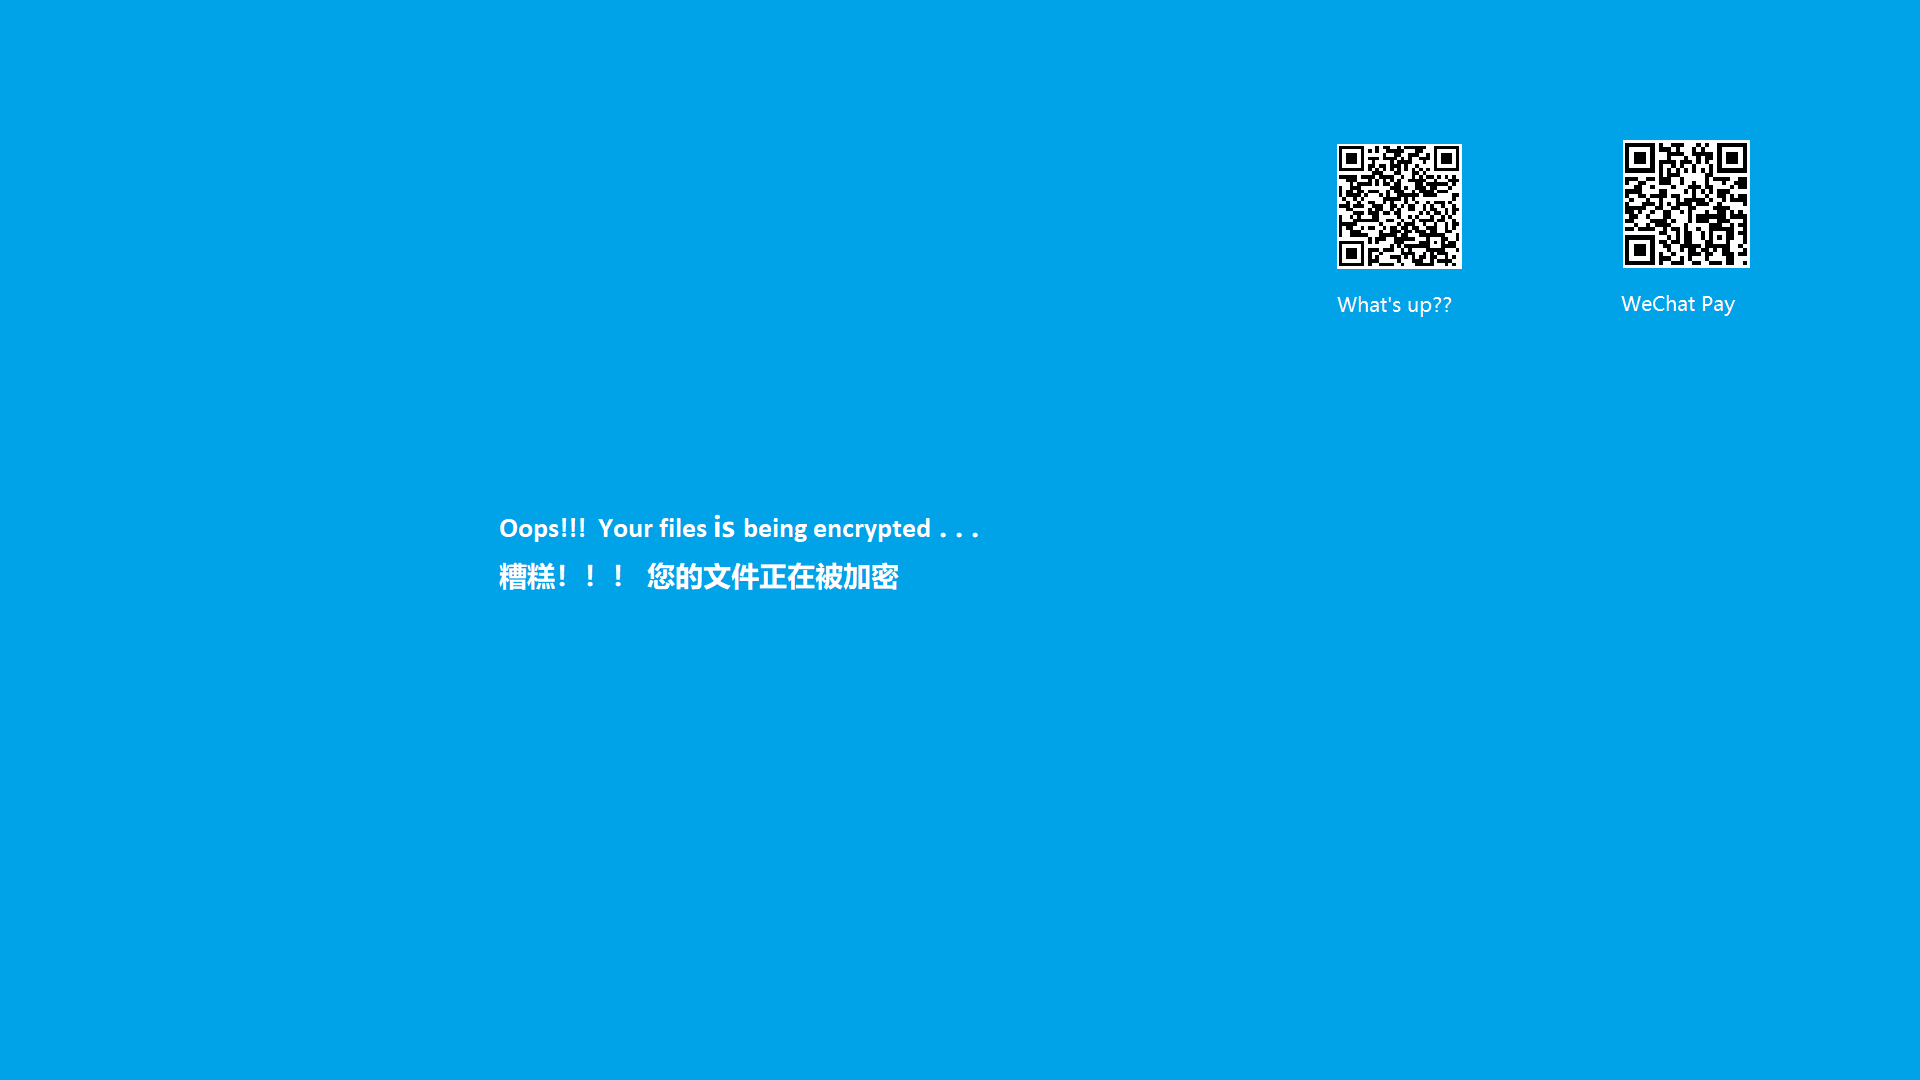 What's up??
WeChat Pay
Oops!!! Your files is being encrypted . . .
糟糕！！！ 您的文件正在被加密